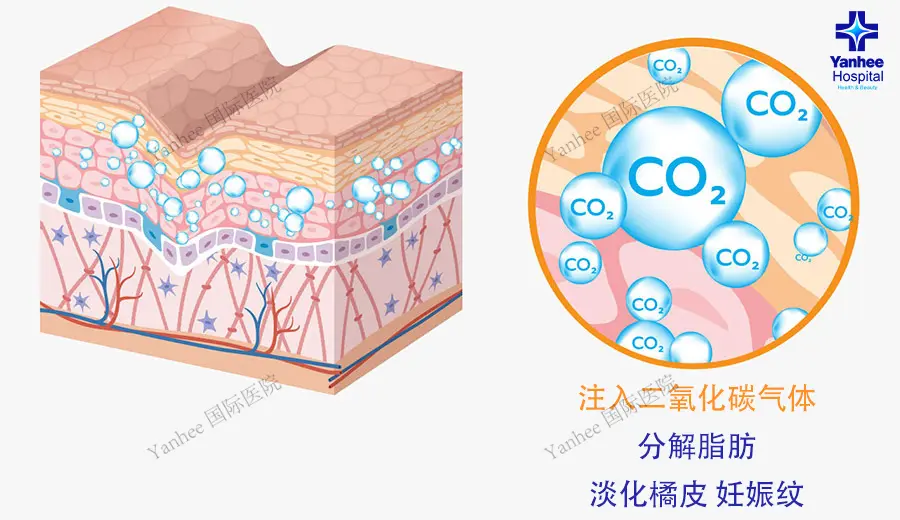 Yanhee
Hospital
Health & Beauty
CO₂
CO₂
CO₂
CO₂
CO₂
CO₂
CO₂
CO₂
CO₂
CO₂
注入二氧化碳气体
分解脂肪
淡化橘皮 妊娠纹
Yanhee 国际医院
Yanhee 国际医院
Yanhee 国际医院
Yanhee 国际医院